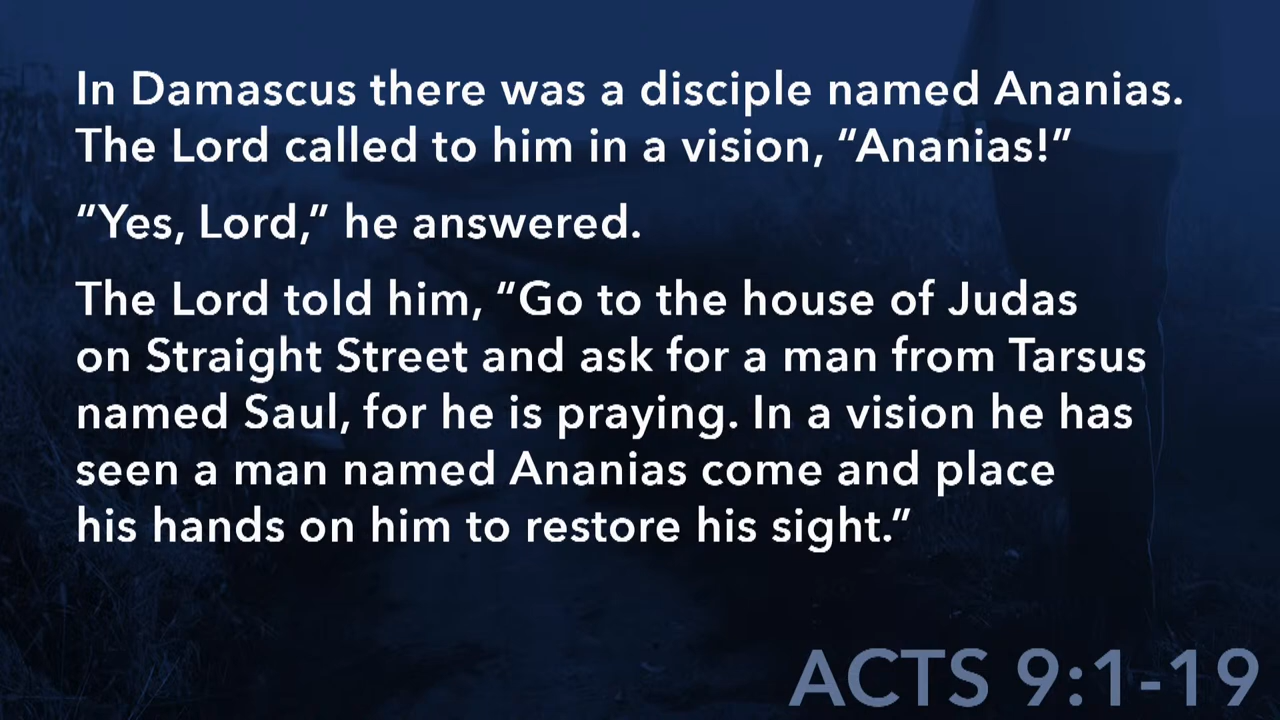 In Damascus there was a disciple named Ananias.
The Lord called to him in a vision, “Ananias!”
“Yes, Lord,” he answered.
The Lord told him, “Go to the house of Judas
on Straight Street and ask for a man from Tarsus
named Saul, for he is praying. In a vision he has
seen a man named Ananias come and place
his hands on him to restore his sight.”
ACTS 9:1-19